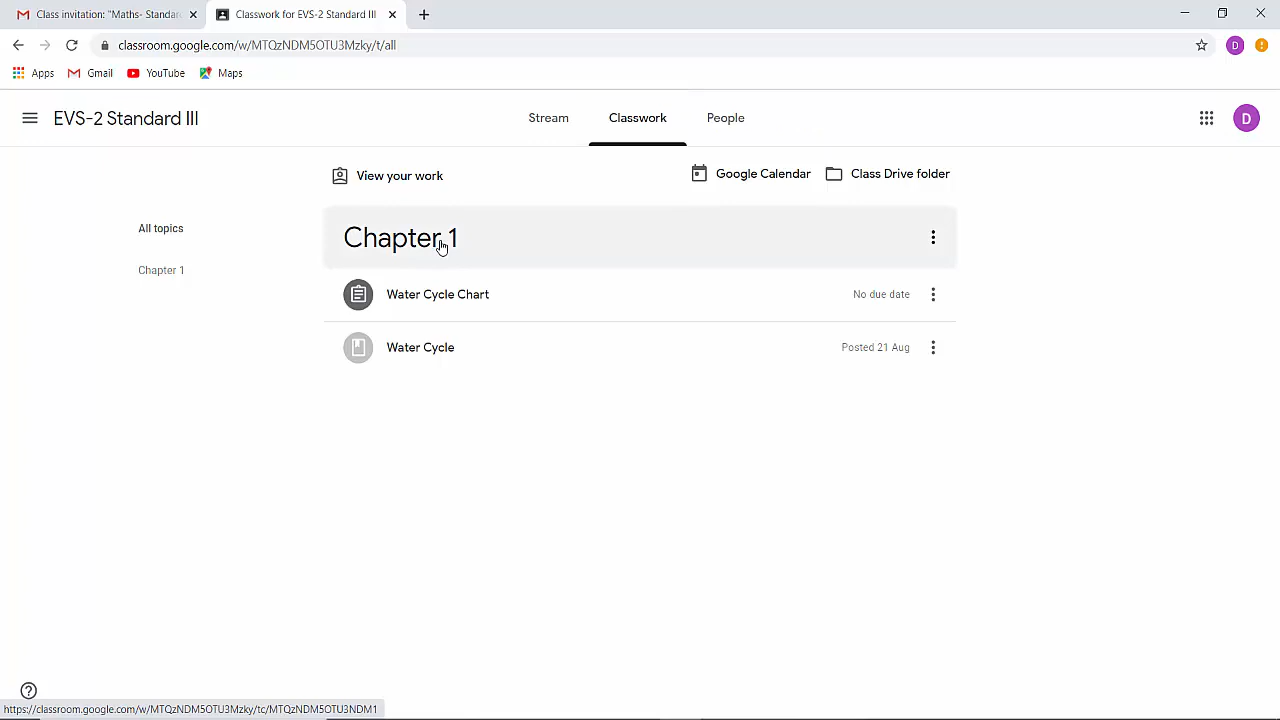 Class invitation: "Maths- Standar
Classwork for EVS-2 Standard III
classroom.google.com/w/MTQzNDM5OTU3Mzky/t/all
D
Apps
Gmail
YouTube
Maps
EVS-2 Standard III
Stream
Classwork
People
D
View your work
Google Calendar
Class Drive folder
All topics
Chapter 1
Chapter 1
Water Cycle Chart
No due date
Water Cycle
Posted 21 Aug
https://classroom.google.com/w/MTQzNDM5OTU3Mzky/tc/MTQzNDM5OTU3NDM1